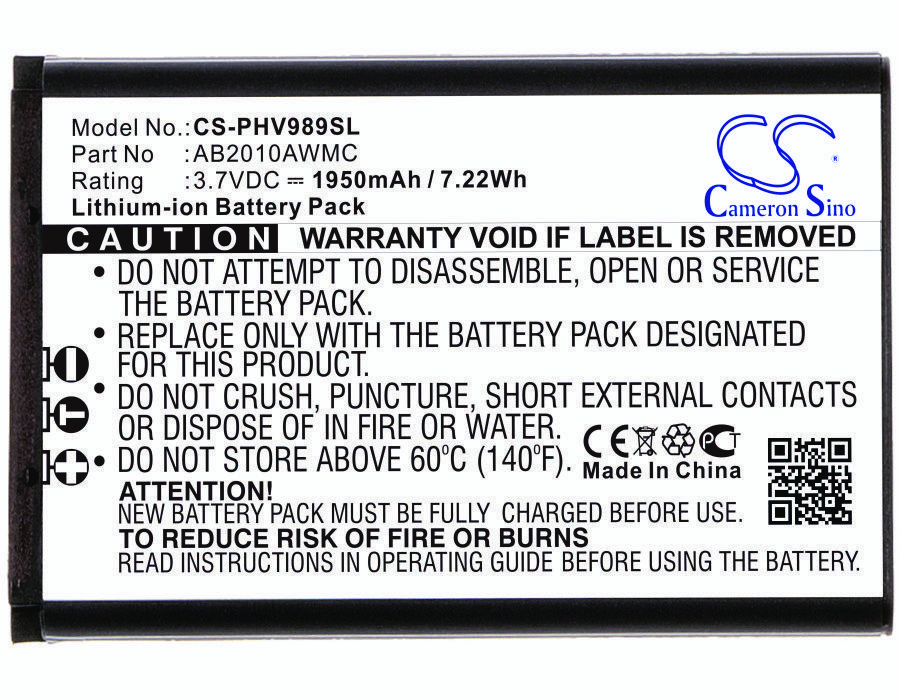 Model No.: CS-PHV989SL
Part No : AB2010AWMC
Rating : 3.7VDC ⎓ 1950mAh / 7.22Wh
Lithium-ion Battery Pack
CS
®
Cameron Sino
CAUTION WARRANTY VOID IF LABEL IS REMOVED
• DO NOT ATTEMPT TO DISASSEMBLE, OPEN OR SERVICE
THE BATTERY PACK.
• REPLACE ONLY WITH THE BATTERY PACK DESIGNATED
FOR THIS PRODUCT.
• DO NOT CRUSH, PUNCTURE, SHORT EXTERNAL CONTACTS
OR DISPOSE OF IN FIRE OR WATER.
• DO NOT STORE ABOVE 60°C (140°F).
− T +
CE PCT
Made In China
ATTENTION!
NEW BATTERY PACK MUST BE FULLY CHARGED BEFORE USE.
TO REDUCE RISK OF FIRE OR BURNS
READ INSTRUCTIONS IN OPERATING GUIDE BEFORE USING THE BATTERY.